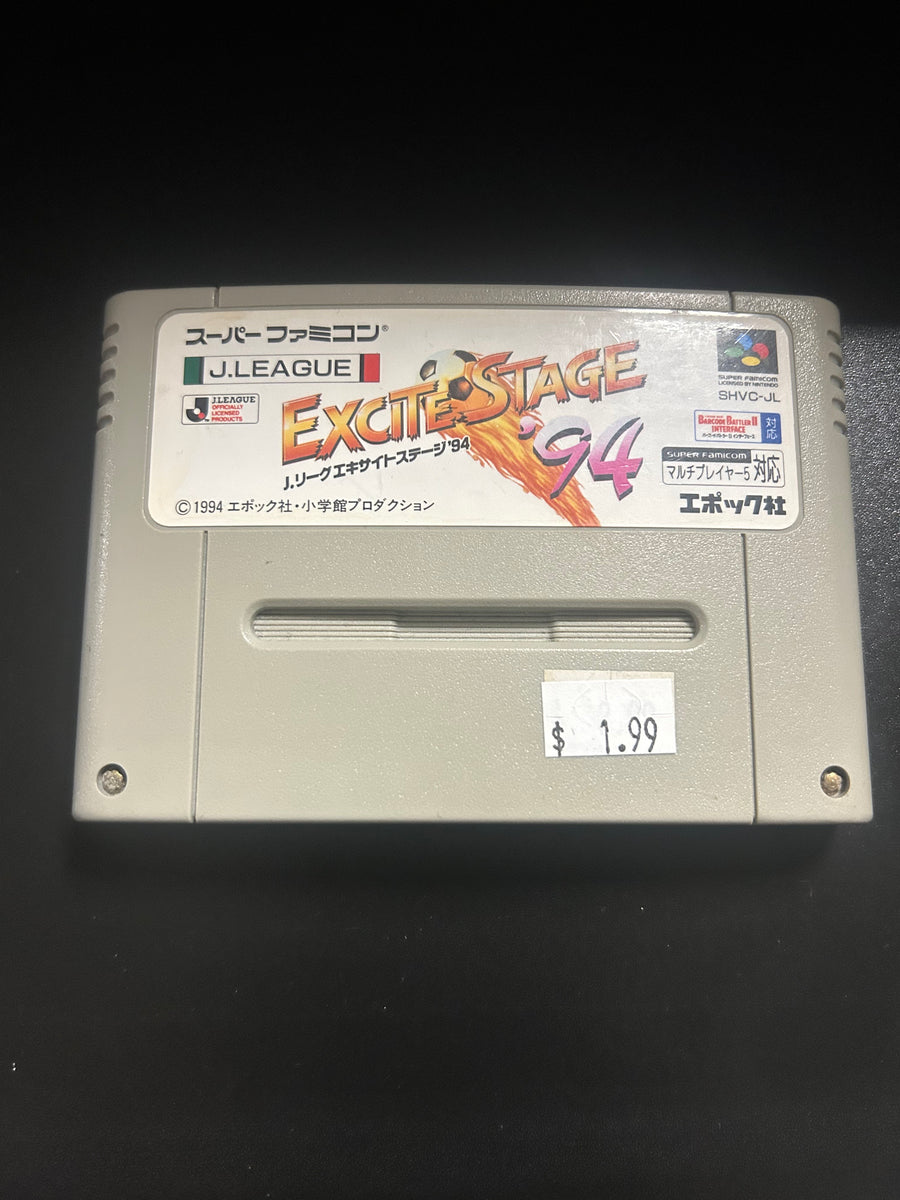 スーパーファミコン®
J.LEAGUE
J.LEAGUE
OFFICIALLY
LICENSED
PRODUCTS
EXCITE STAGE
'94
J.リーグエキサイトステージ'94
©1994 エポック社・小学館プロダクション
SUPER FAMICOM
LICENSED BY NINTENDO
SHVC-JL
BARCODE BATTLER II
INTERFACE
対応
SUPER FAMICOM
マルチプレイヤー5 対応
エポック社
$ 1.99